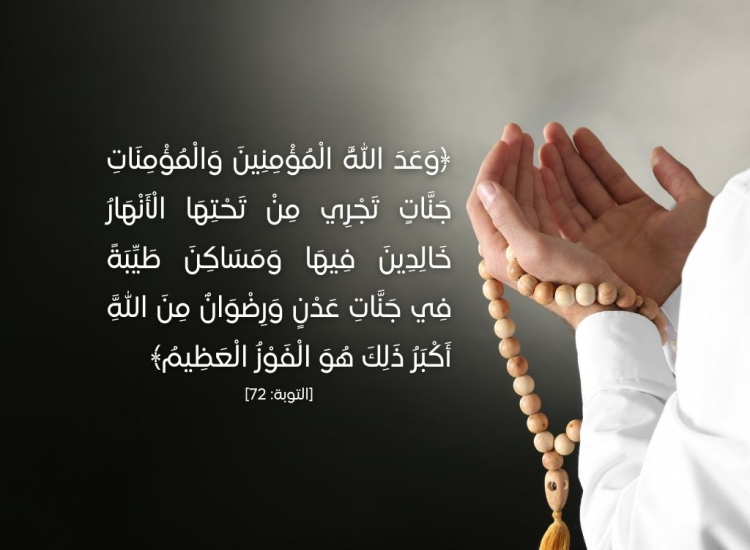 ﴿وَعَدَ اللَّهُ الْمُؤْمِنِينَ وَالْمُؤْمِنَاتِ
جَنَّاتٍ تَجْرِي مِنْ تَحْتِهَا الْأَنْهَارُ
خَالِدِينَ فِيهَا وَمَسَاكِنَ طَيِّبَةً
فِي جَنَّاتِ عَدْنٍ وَرِضْوَانٌ مِنَ اللَّهِ
أَكْبَرُ ذَلِكَ هُوَ الْفَوْزُ الْعَظِيمُ﴾
[التوبة: 72]